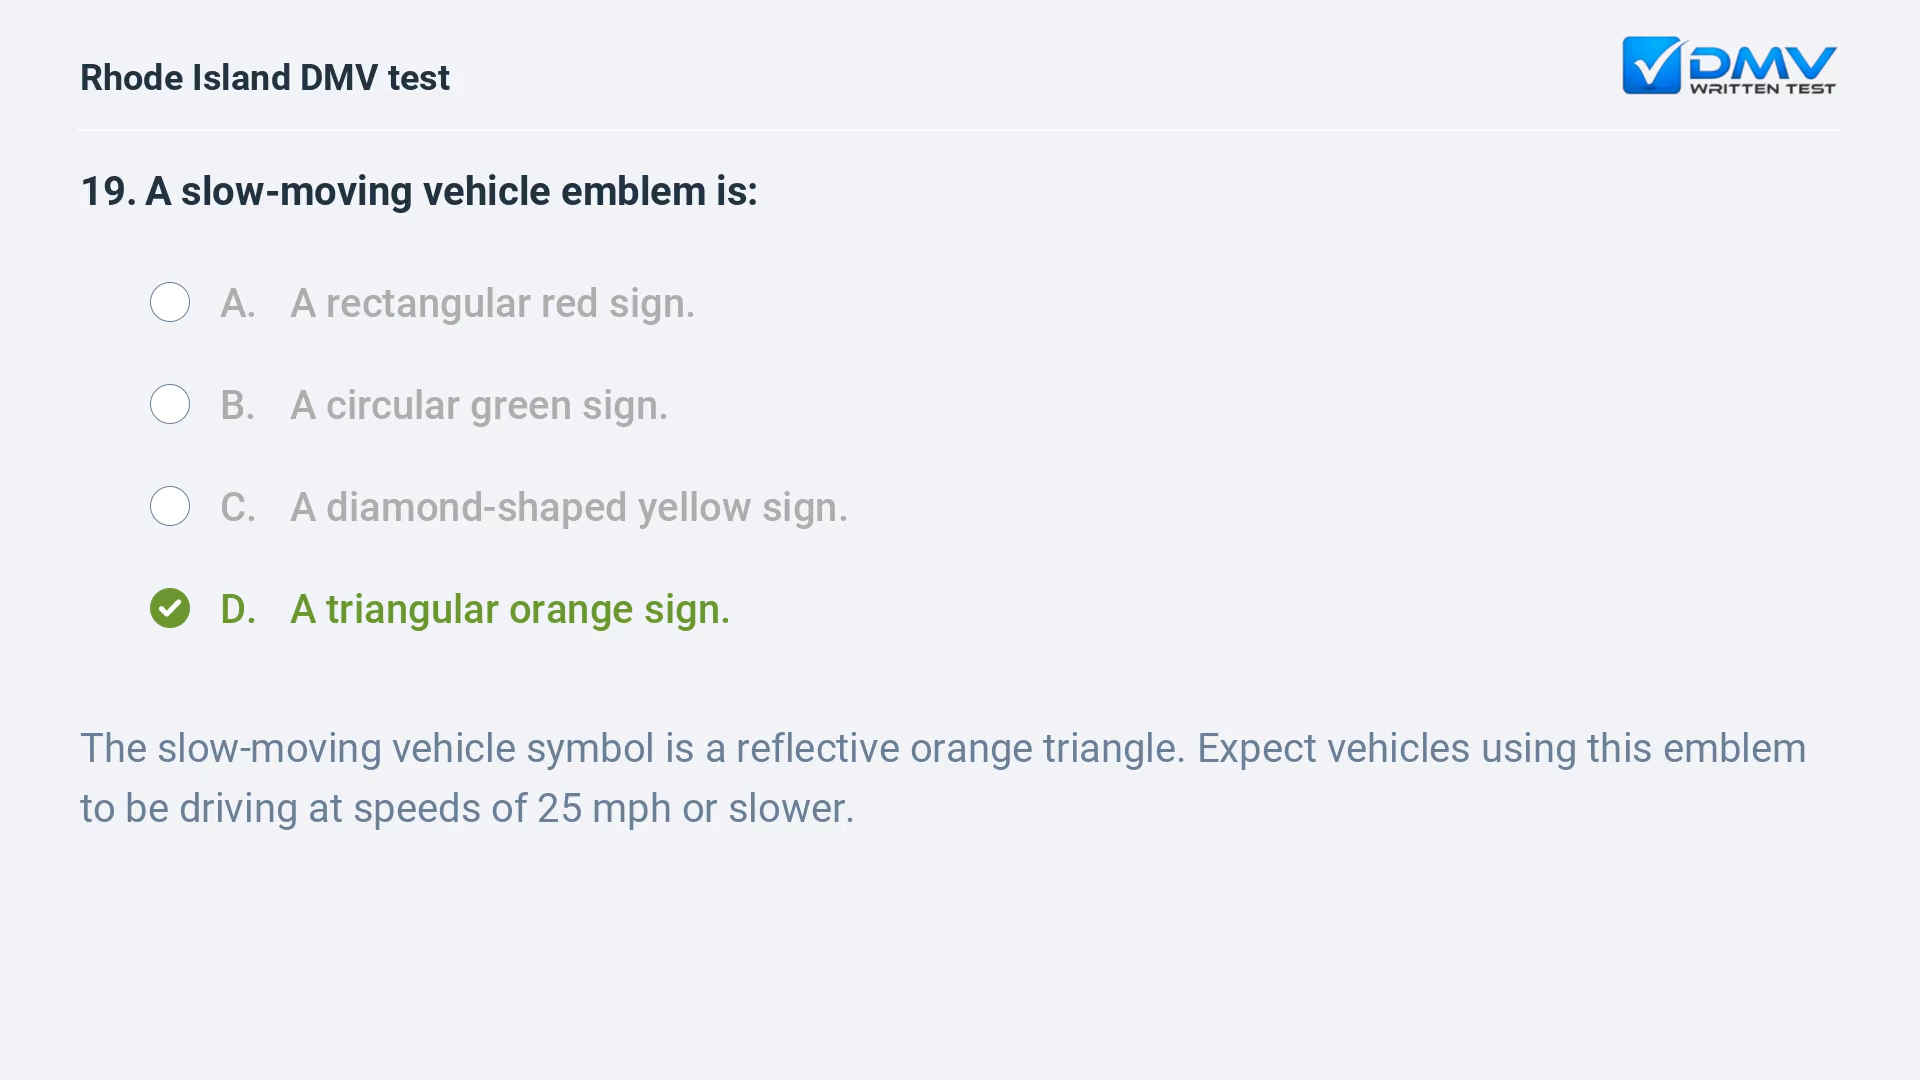 Rhode Island DMV test
DMV
WRITTEN TEST
19. A slow-moving vehicle emblem is:
A. A rectangular red sign.
B. A circular green sign.
C. A diamond-shaped yellow sign.
D. A triangular orange sign.
The slow-moving vehicle symbol is a reflective orange triangle. Expect vehicles using this emblem
to be driving at speeds of 25 mph or slower.